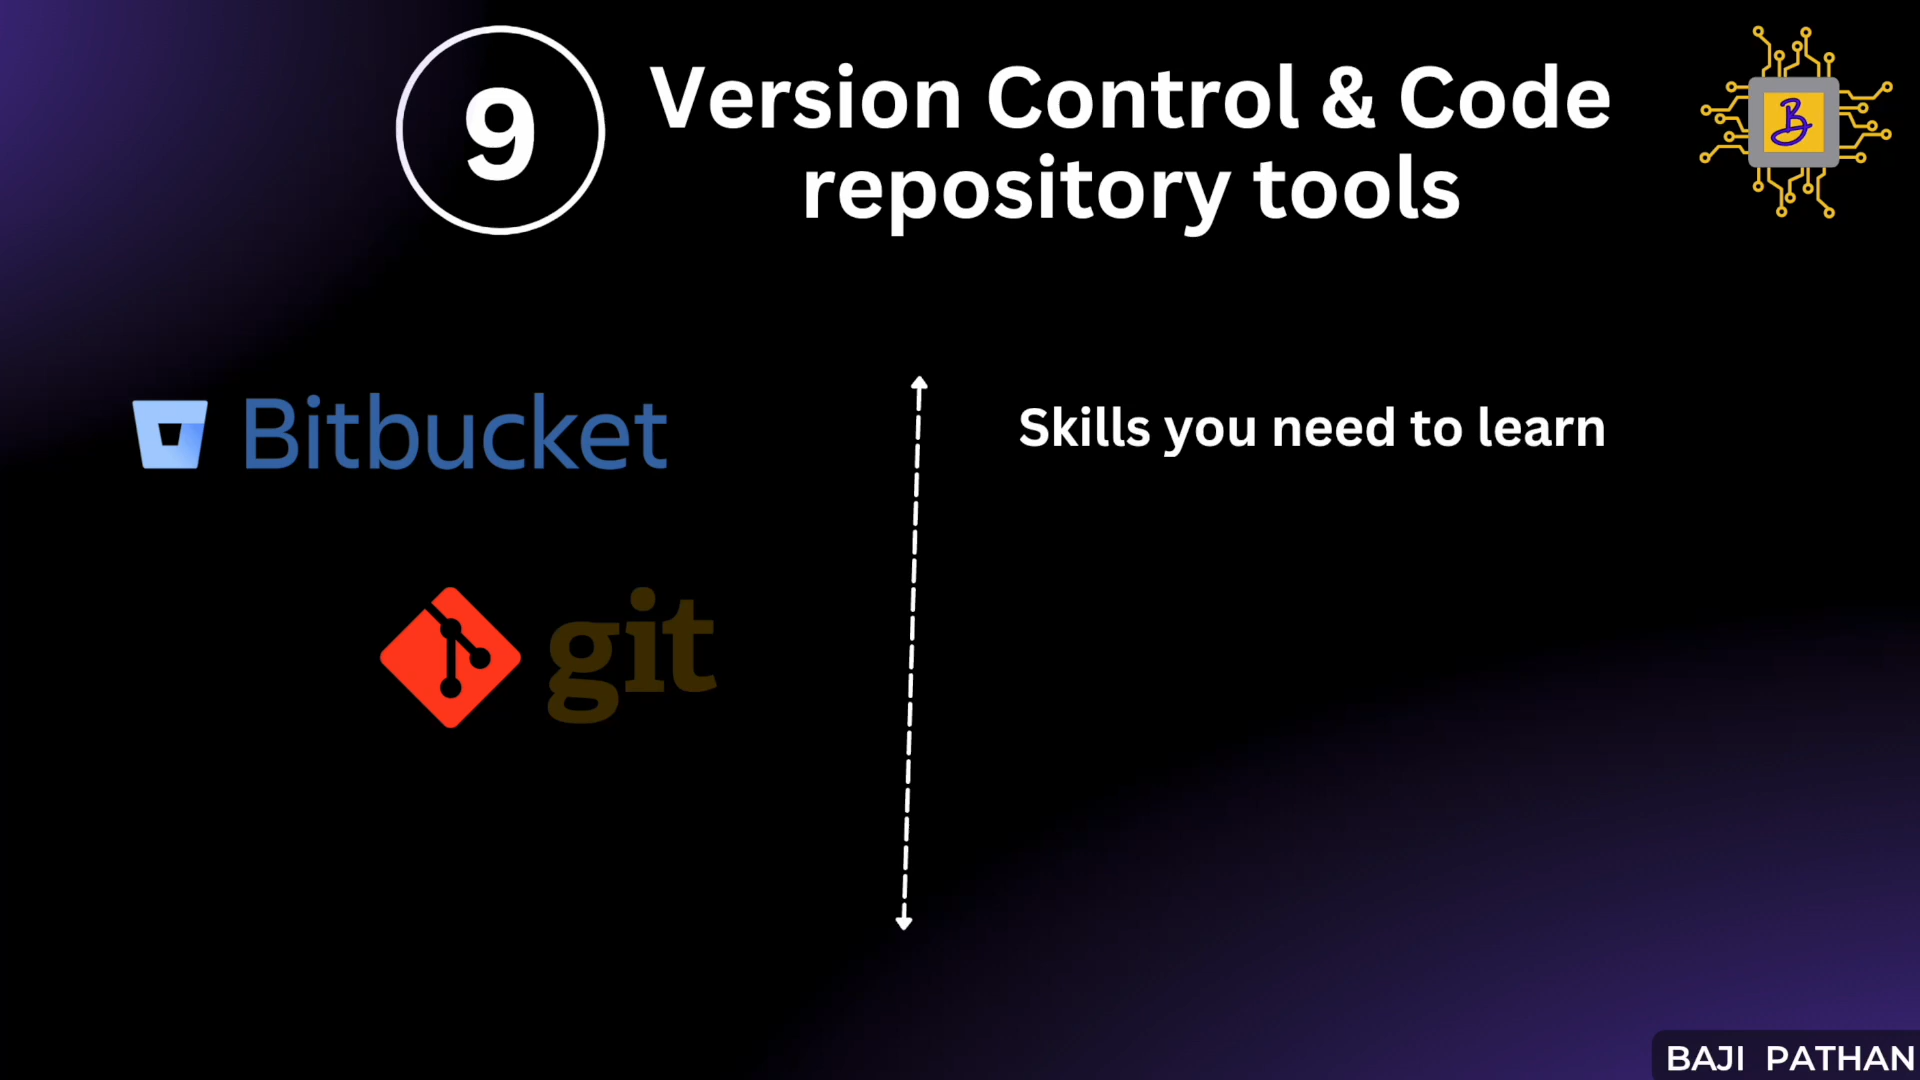 9
Version Control & Code
repository tools
B
Bitbucket
Skills you need to learn
git
BAJI PATHAN